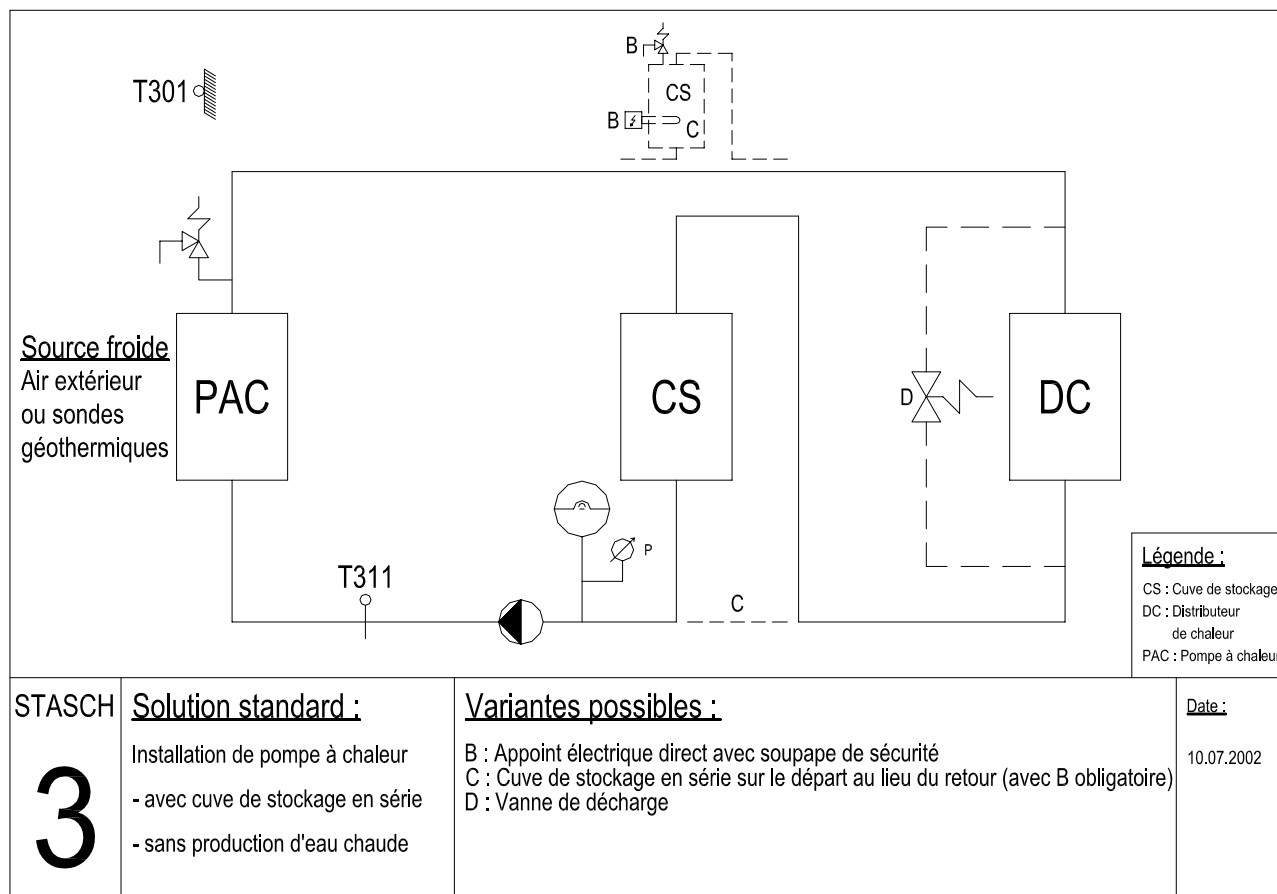 B
T301
CS
B
C
Source froide
Air extérieur
ou sondes
géothermiques
PAC
CS
D
DC
P
T311
C
Légende :
CS : Cuve de stockage
DC : Distributeur
de chaleur
PAC : Pompe à chaleur
STASCH
3
Solution standard :
Installation de pompe à chaleur
- avec cuve de stockage en série
- sans production d'eau chaude
Variantes possibles :
B : Appoint électrique direct avec soupape de sécurité
C : Cuve de stockage en série sur le départ au lieu du retour (avec B obligatoire)
D : Vanne de décharge
Date :
10.07.2002